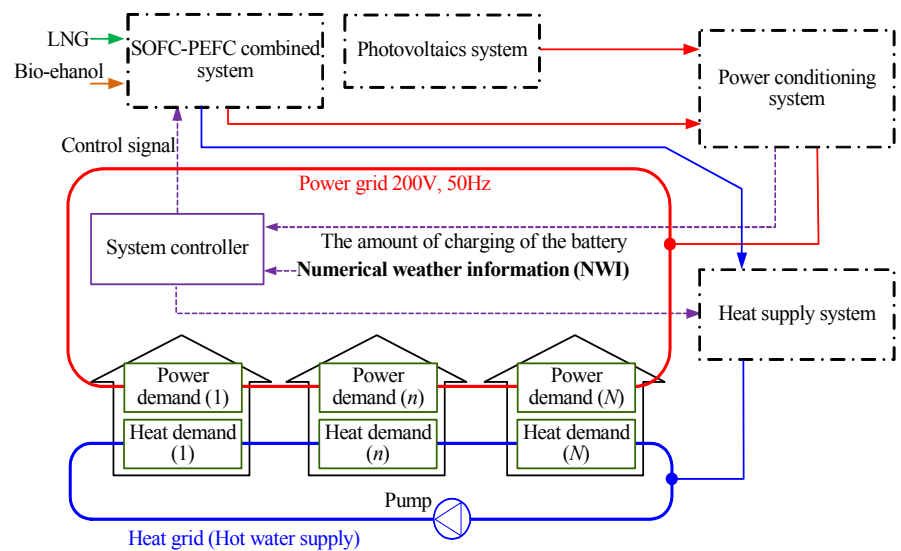 LNG
Bio-ehanol
SOFC-PEFC combined
system
Photovoltaics system
Power conditioning
system
Control signal
Power grid 200V, 50Hz
System controller
The amount of charging of the battery
Numerical weather information (NWI)
Heat supply system
Power
demand (1)
Power
demand (n)
Power
demand (N)
Heat demand
(1)
Heat demand
(n)
Heat demand
(N)
Pump
Heat grid (Hot water supply)